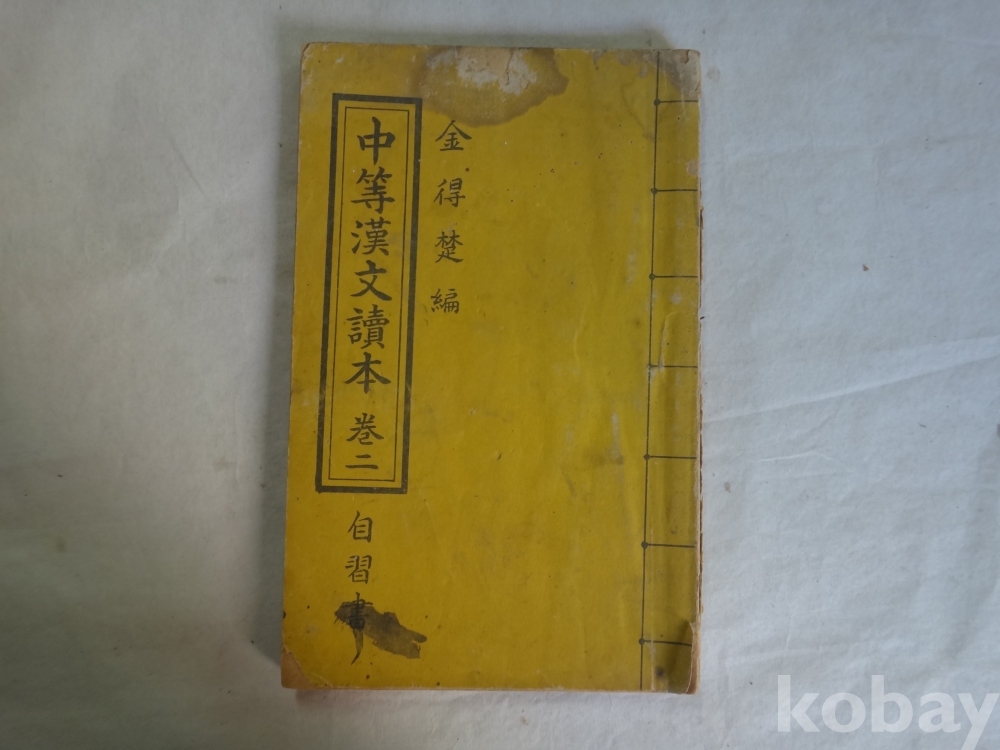 金得楚編
中等漢文讀本 卷二
自習書
kobay